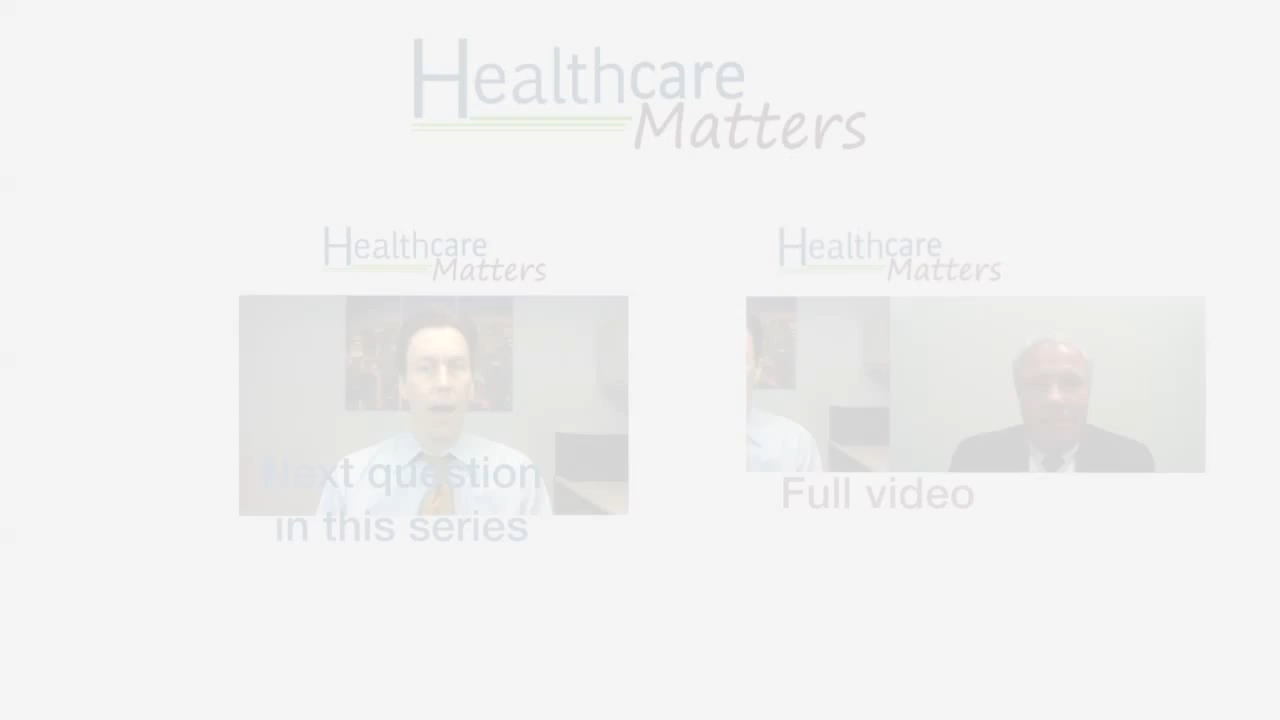 Healthcare
Matters
Healthcare
Matters
Healthcare
Matters
Next question
in this series
Full video